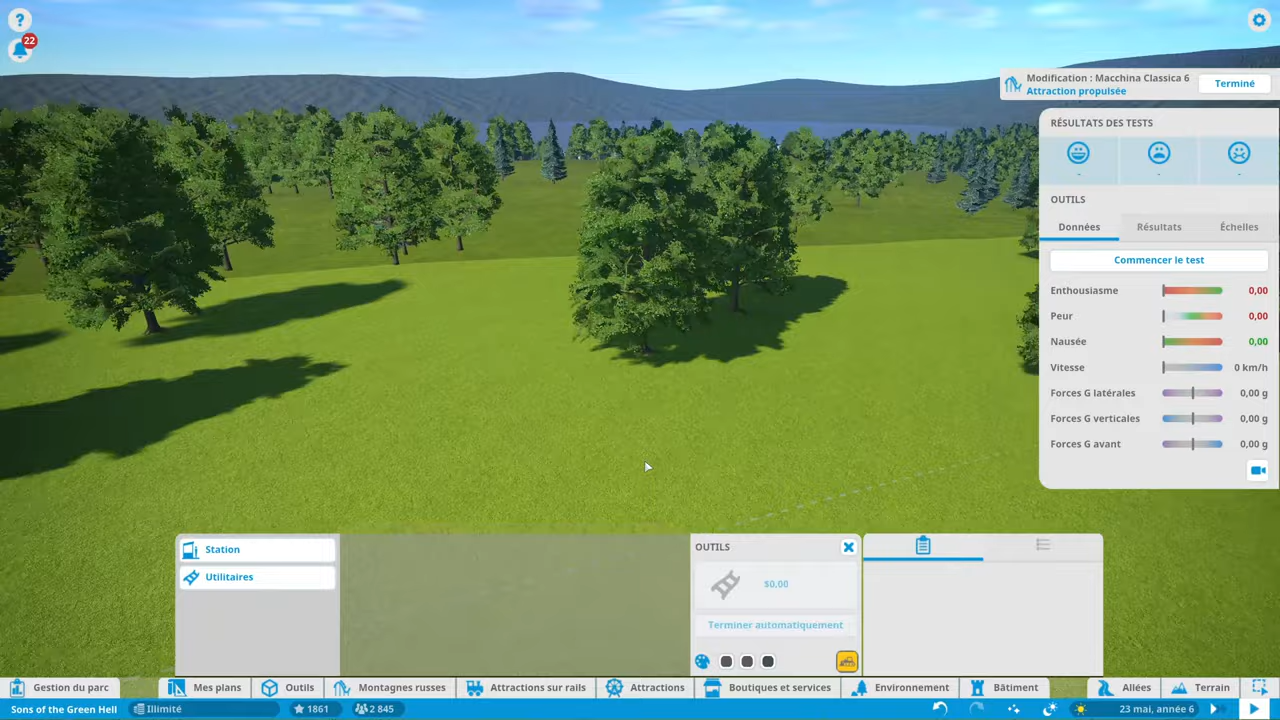 ?
22
Modification : Macchina Classica 6
Attraction propulsée
Terminé
RÉSULTATS DES TESTS
- - -
OUTILS
Données Résultats Échelles
Commencer le test
Enthousiasme 0,00
Peur 0,00
Nausée 0,00
Vitesse 0 km/h
Forces G latérales 0,00 g
Forces G verticales 0,00 g
Forces G avant 0,00 g
Station
Utilitaires
OUTILS
$0,00
Terminer automatiquement
Gestion du parc Mes plans Outils Montagnes russes Attractions sur rails Attractions Boutiques et services Environnement Bâtiment Allées Terrain
Sons of the Green Hell Illimité 1861 2 845 23 mai, année 6